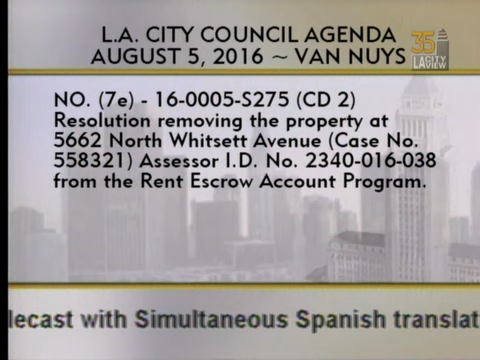 L.A. CITY COUNCIL AGENDA
AUGUST 5, 2016 ~ VAN NUYS
35
LACITY
VIEW
NO. (7e) - 16-0005-S275 (CD 2)
Resolution removing the property at
5662 North Whitsett Avenue (Case No.
558321) Assessor I.D. No. 2340-016-038
from the Rent Escrow Account Program.
lecast with Simultaneous Spanish translat